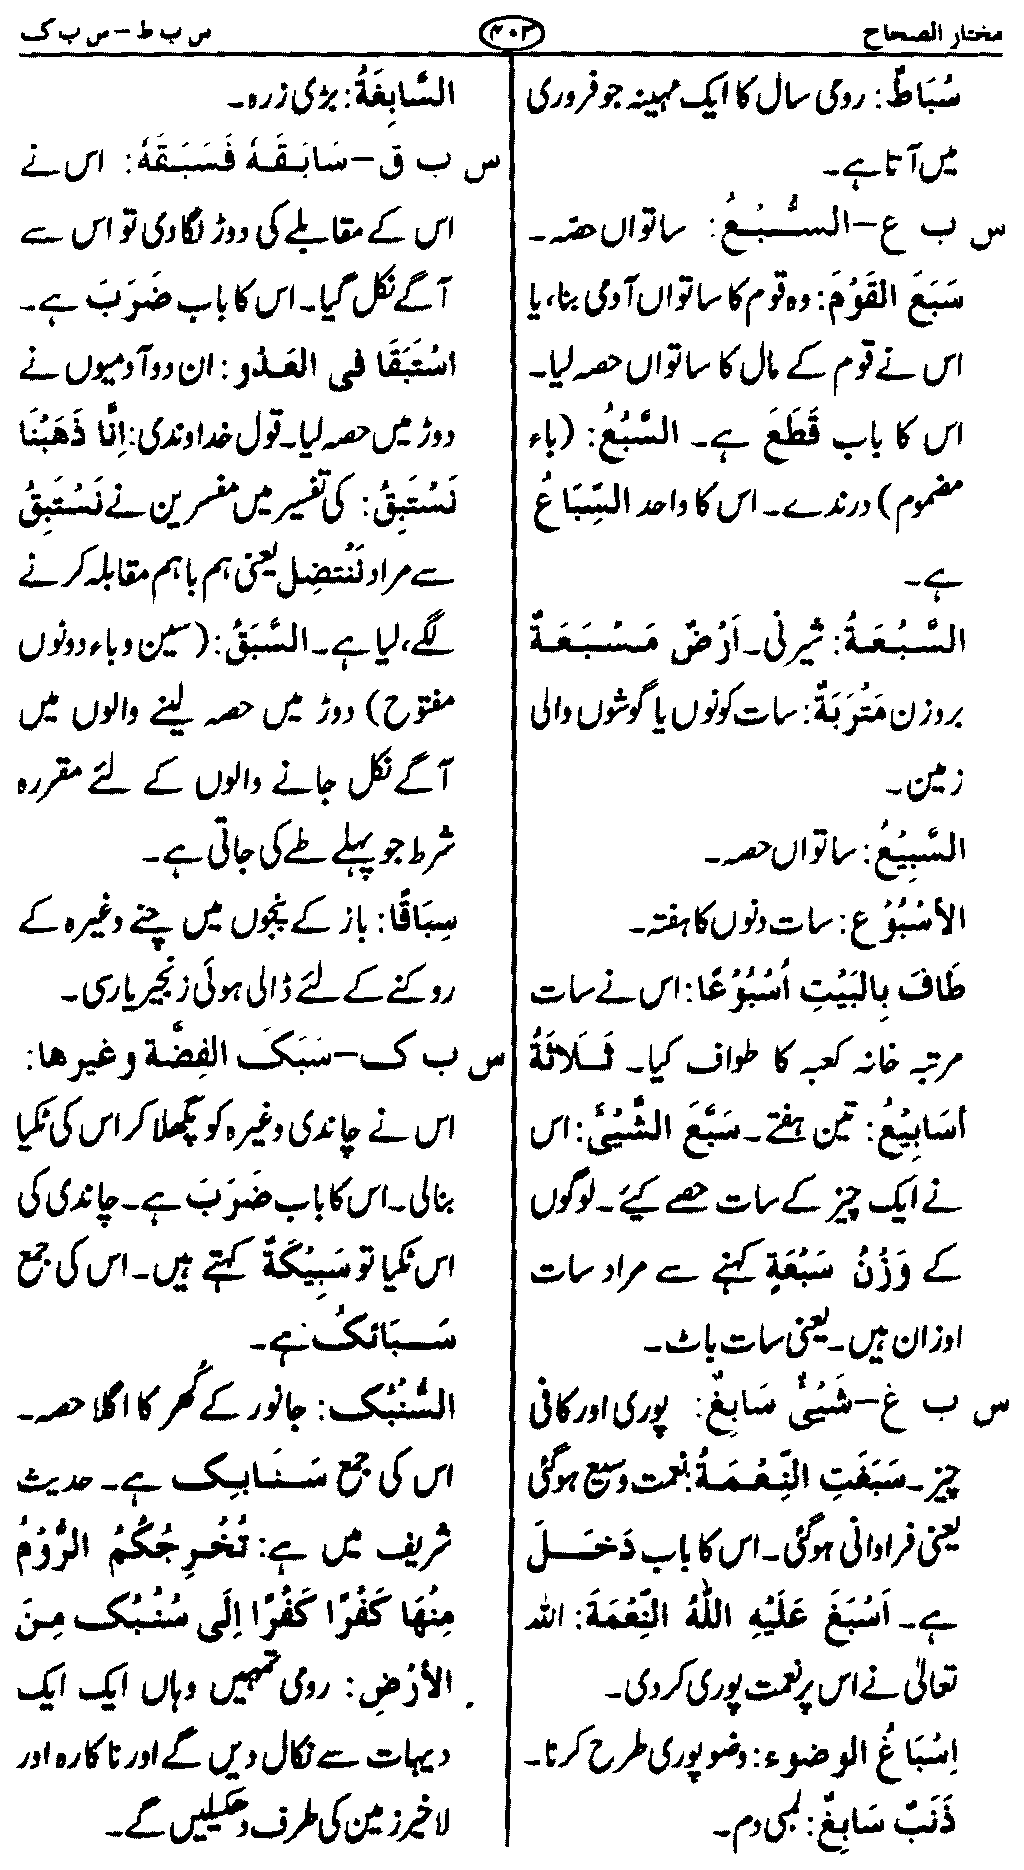 مختار الصحاح
۴۰۳
س ب ط – س ب ک
سُبَاطٌ: رومی سال کا ایک مہینہ جو فروری
میں آتا ہے۔
س ب ع – السُّبُعُ: ساتواں حصّہ۔
سَبَعَ القَوْمَ: وہ قوم کا ساتواں آدمی بنا، یا
اس نے قوم کے مال کا ساتواں حصہ لیا۔
اس کا باب قَطَعَ ہے۔ السَّبُعُ: (باء
مضموم) درندے۔ اس کا واحد السِّبَاعُ
ہے۔
السَّبُعَةُ: شیرنی۔ اَرْضٌ مَسْبَعَةٌ
بروزن مَتْرَبَةٌ: سات کونوں یا گوشوں والی
زمین۔
السَّبِيْعُ: ساتواں حصہ۔
الأسْبُوْع: سات دنوں کا ہفتہ۔
طَافَ بِالبَيْتِ أُسْبُوْعًا: اس نے سات
مرتبہ خانہ کعبہ کا طواف کیا۔ ثَلَاثَةُ
أسَابِيْعُ: تین ہفتے۔ سَبَّعَ الشَّيْئَ: اس
نے ایک چیز کے سات حصے کیے۔ لوگوں
کے وَزْنُ سَبْعَةٍ کہنے سے مراد سات
اوزان ہیں۔ یعنی سات باٹ۔
س ب غ – شَيْئٌ سَابِغٌ: پوری اور کافی
چیز۔ سَبَغَتِ النِّعْمَةُ: نعمت وسیع ہوگئی
یعنی فراوانی ہوگئی۔ اس کا باب دَخَلَ
ہے۔ اَسْبَغَ عَلَيْهِ اللهُ النِّعْمَةَ: اللہ
تعالیٰ نے اس پر نعمت پوری کردی۔
اِسْبَاغُ الوضوء: وضو پوری طرح کرنا۔
ذَنَبٌ سَابِغٌ: لمبی دم۔
السَّابِغَةُ: بڑی زرہ۔
س ب ق – سَابَقَهٗ فَسَبَقَهٗ: اس نے
اس کے مقابلے کی دوڑ لگادی تو اس سے
آگے نکل گیا۔ اس کا باب ضَرَبَ ہے۔
اسْتَبَقَا فی العَدْو: ان دو آدمیوں نے
دوڑ میں حصہ لیا۔ قول خداوندی: اِنَّا ذَهَبْنَا
نَسْتَبِقُ: کی تفسیر میں مفسرین نے نَسْتَبِقُ
سے مراد نَنْتَضِل یعنی ہم باہم مقابلہ کرنے
لگے، لیا ہے۔ السَّبَقُ: (سین و باء دونوں
مفتوح) دوڑ میں حصہ لینے والوں میں
آگے نکل جانے والوں کے لئے مقررہ
شرط جو پہلے طے کی جاتی ہے۔
سِبَاقًا: باز کے پنجوں میں چنے وغیرہ کے
روکنے کے لئے ڈالی ہوئی زنجیر یا رسی۔
س ب ک – سَبَکَ الفِضَّة وغیرها:
اس نے چاندی وغیرہ کو پگھلا کر اس کی ٹکیا
بنالی۔ اس کا باب ضَرَبَ ہے۔ چاندی کی
اس ٹکیا تو سَبِيْكَةٌ کہتے ہیں۔ اس کی جمع
سَبَائکُ ہے۔
السُّنْبُک: جانور کے کُھر کا اگلا حصہ۔
اس کی جمع سَنَابِک ہے۔ حدیث
شریف میں ہے: تُخْرِجُكُمُ الرُّوْمُ
مِنْهَا كَفْرًا كَفْرًا اِلَى سُنْبُک مِنَ
الأرْضِ: رومی تمہیں وہاں ایک ایک
دیہات سے نکال دیں گے اور ناکارہ اور
لاخیر زمین کی طرف دھکیلیں گے۔